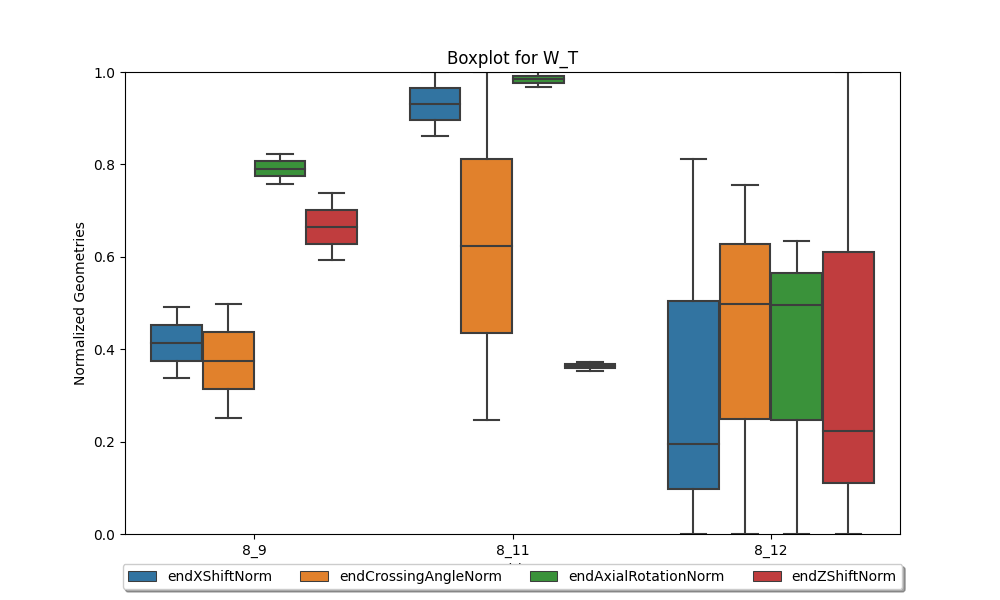 Boxplot for W_T
Normalized Geometries
1.0
0.8
0.6
0.4
0.2
0.0
8_9 8_11 8_12
endXShiftNorm endCrossingAngleNorm endAxialRotationNorm endZShiftNorm